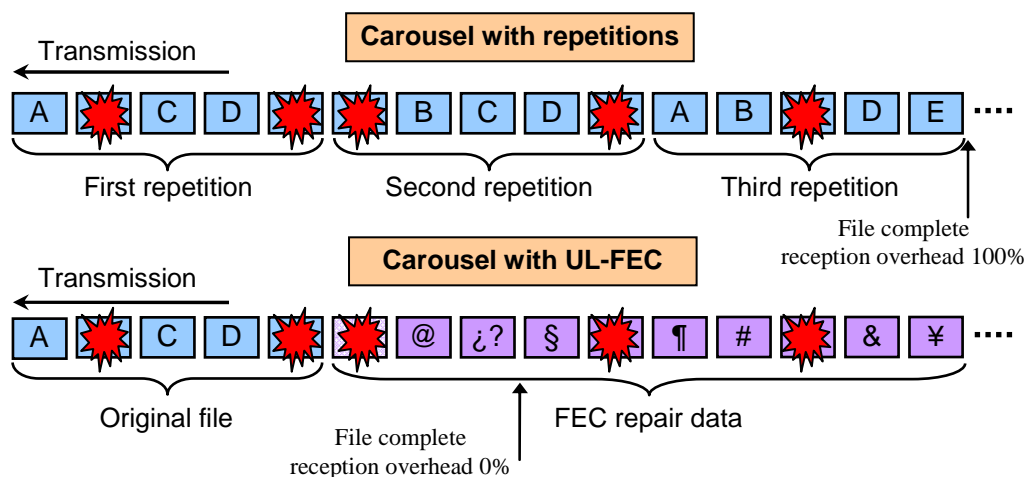 Carousel with repetitions
Transmission
A C D B C D A B D E ····
First repetition Second repetition Third repetition
File complete
reception overhead 100%
Carousel with UL-FEC
Transmission
A C D @ ¿? § ¶ # & ¥ ····
Original file FEC repair data
File complete
reception overhead 0%